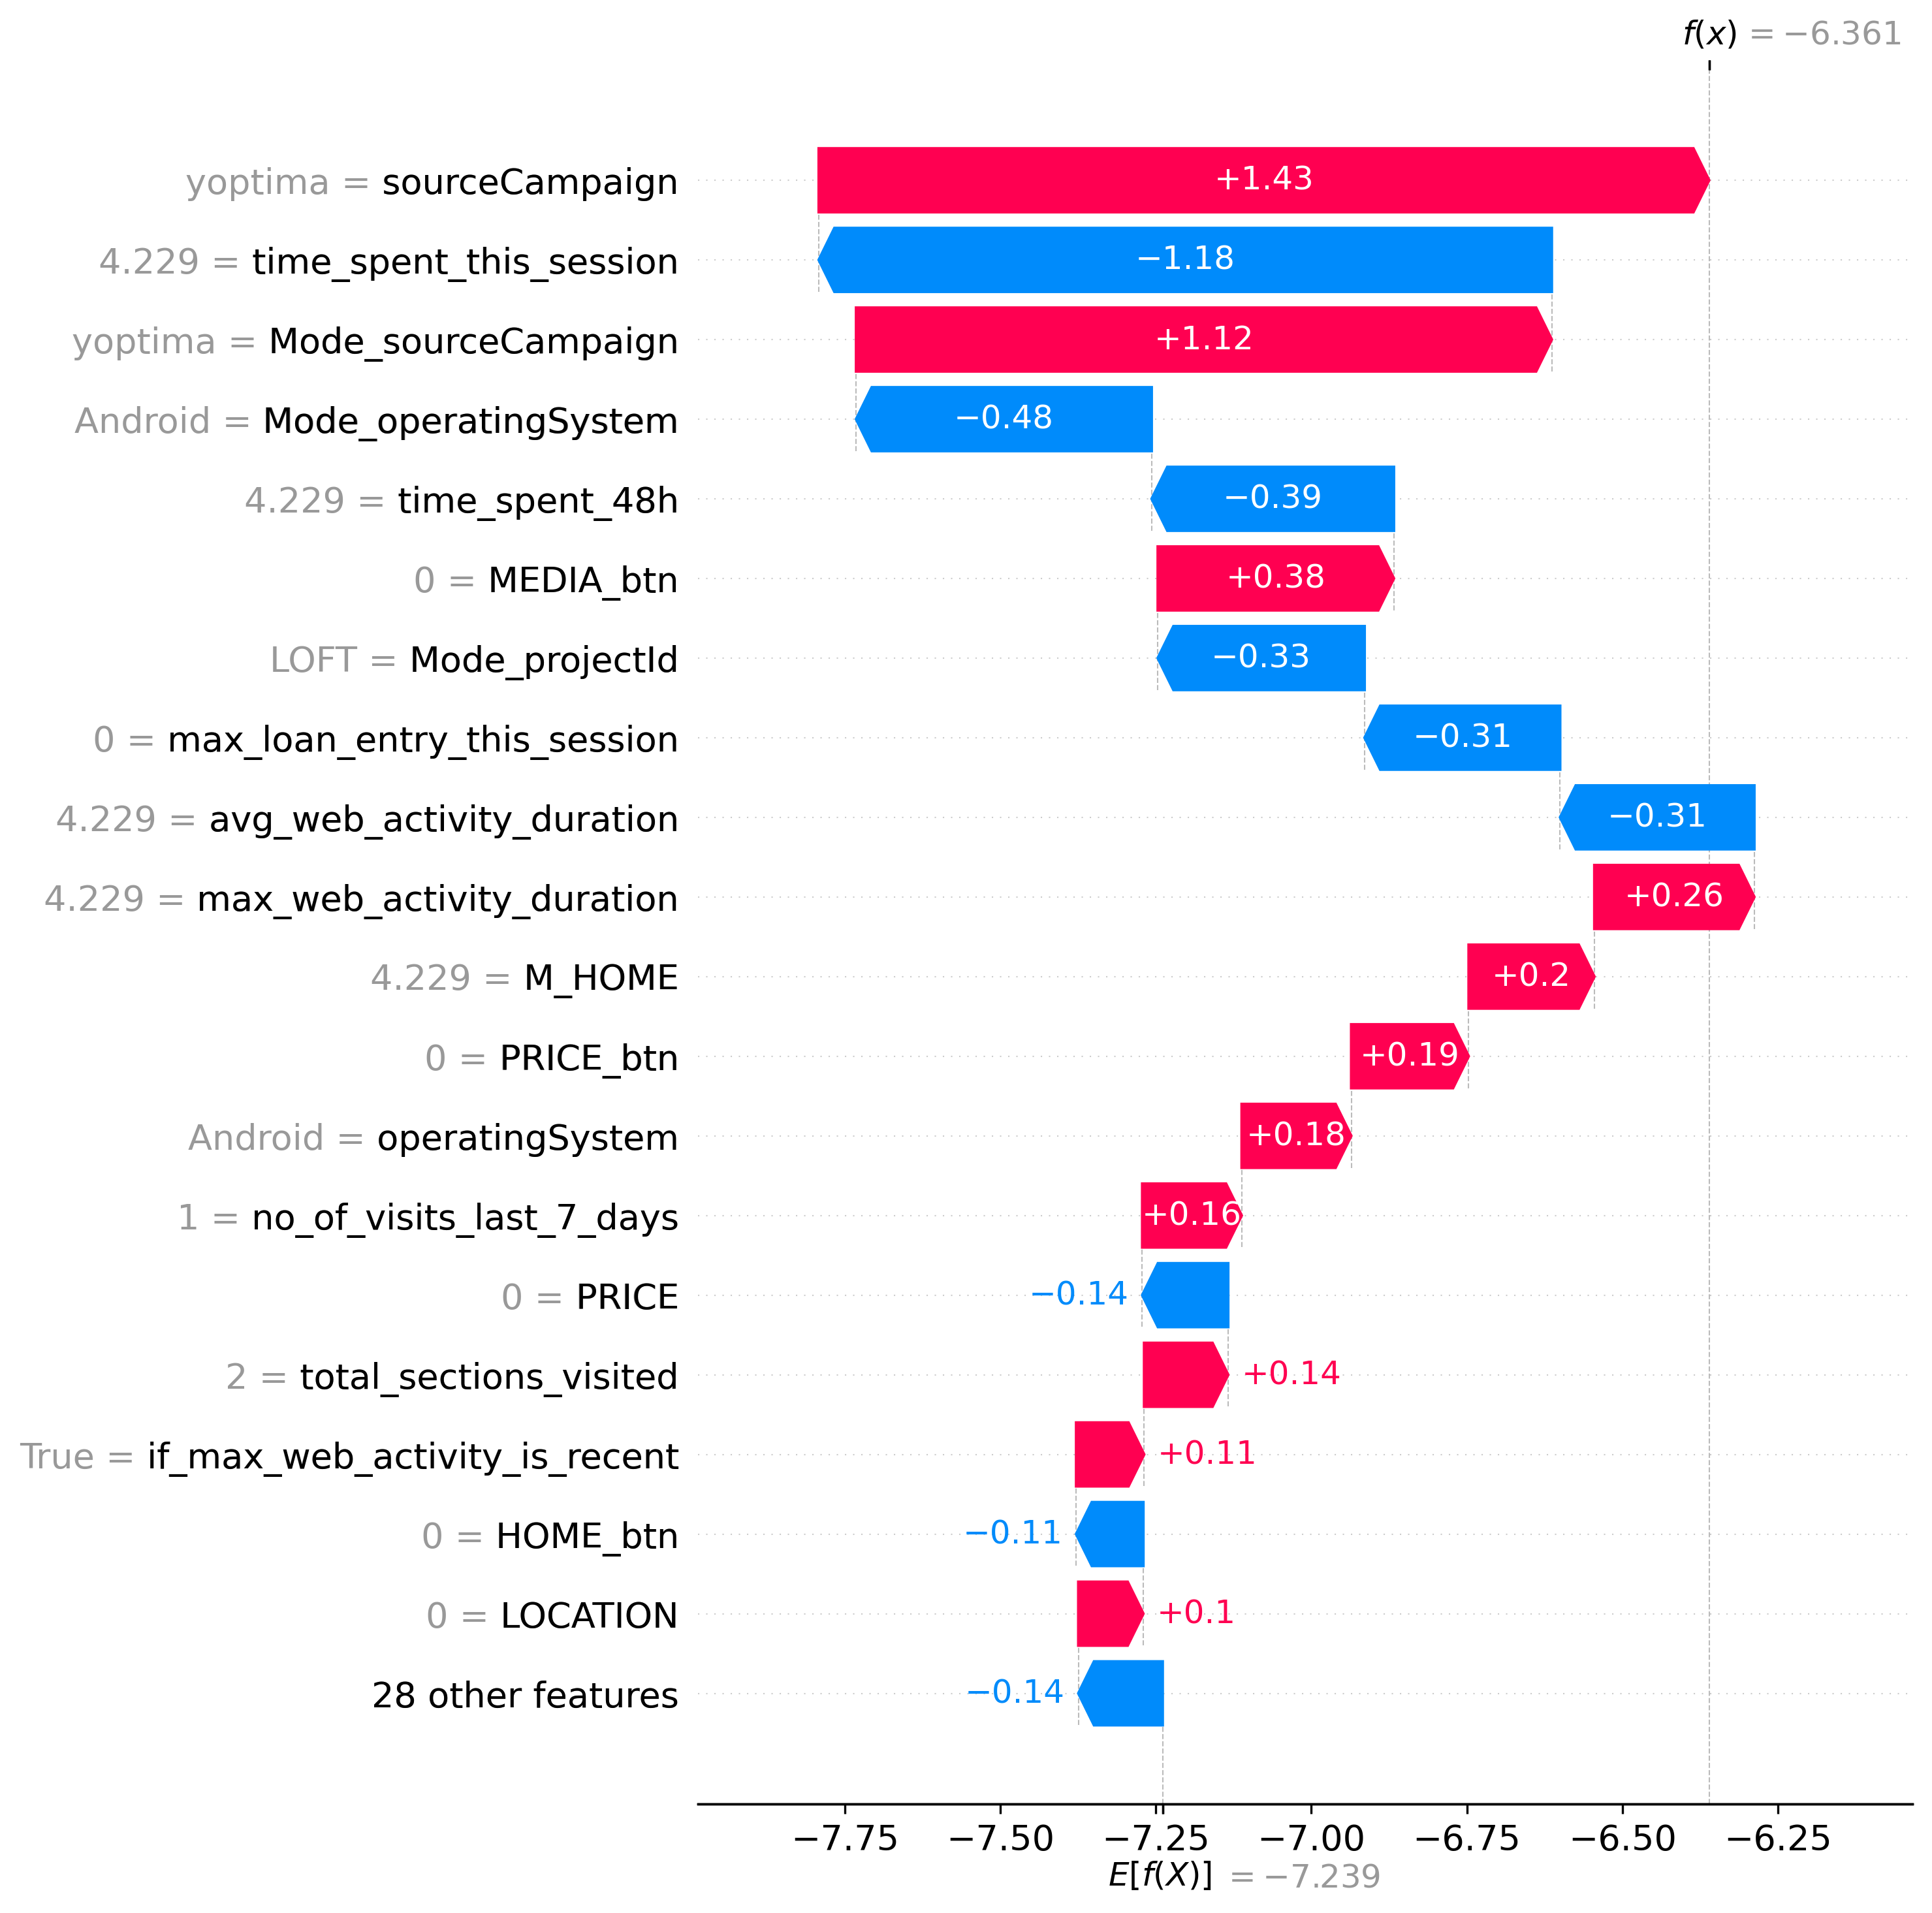 f(x) = −6.361
yoptima = sourceCampaign +1.43
4.229 = time_spent_this_session −1.18
yoptima = Mode_sourceCampaign +1.12
Android = Mode_operatingSystem −0.48
4.229 = time_spent_48h −0.39
0 = MEDIA_btn +0.38
LOFT = Mode_projectId −0.33
0 = max_loan_entry_this_session −0.31
4.229 = avg_web_activity_duration −0.31
4.229 = max_web_activity_duration +0.26
4.229 = M_HOME +0.2
0 = PRICE_btn +0.19
Android = operatingSystem +0.18
1 = no_of_visits_last_7_days +0.16
0 = PRICE −0.14
2 = total_sections_visited +0.14
True = if_max_web_activity_is_recent +0.11
0 = HOME_btn −0.11
0 = LOCATION +0.1
28 other features −0.14
−7.75 −7.50 −7.25 −7.00 −6.75 −6.50 −6.25
E[f(X)] = −7.239